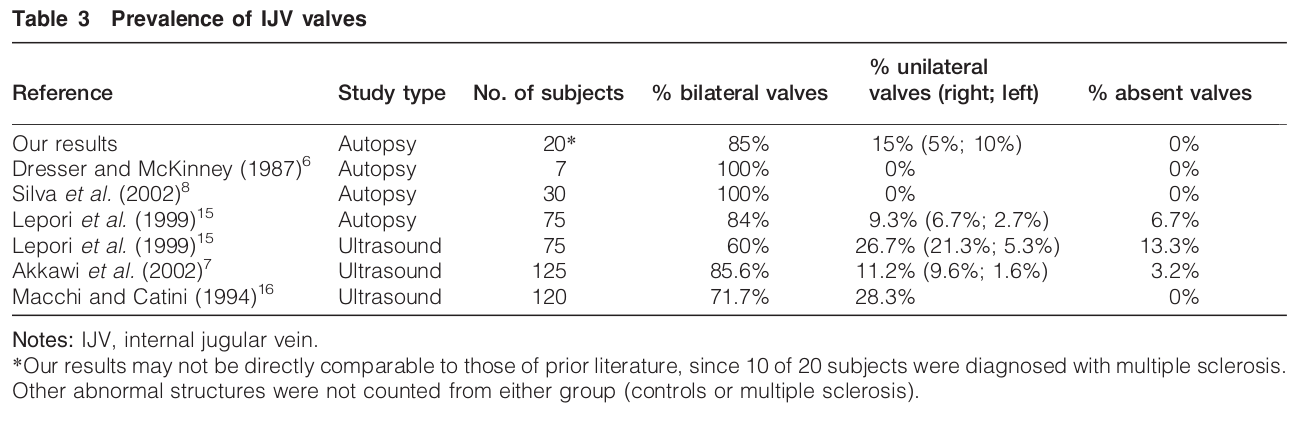 Table 3 Prevalence of IJV valves
Reference Study type No. of subjects % bilateral valves % unilateral valves (right; left) % absent valves
Our results Autopsy 20* 85% 15% (5%; 10%) 0%
Dresser and McKinney (1987)6 Autopsy 7 100% 0% 0%
Silva et al. (2002)8 Autopsy 30 100% 0% 0%
Lepori et al. (1999)15 Autopsy 75 84% 9.3% (6.7%; 2.7%) 6.7%
Lepori et al. (1999)15 Ultrasound 75 60% 26.7% (21.3%; 5.3%) 13.3%
Akkawi et al. (2002)7 Ultrasound 125 85.6% 11.2% (9.6%; 1.6%) 3.2%
Macchi and Catini (1994)16 Ultrasound 120 71.7% 28.3% 0%
Notes: IJV, internal jugular vein.
*Our results may not be directly comparable to those of prior literature, since 10 of 20 subjects were diagnosed with multiple sclerosis.
Other abnormal structures were not counted from either group (controls or multiple sclerosis).